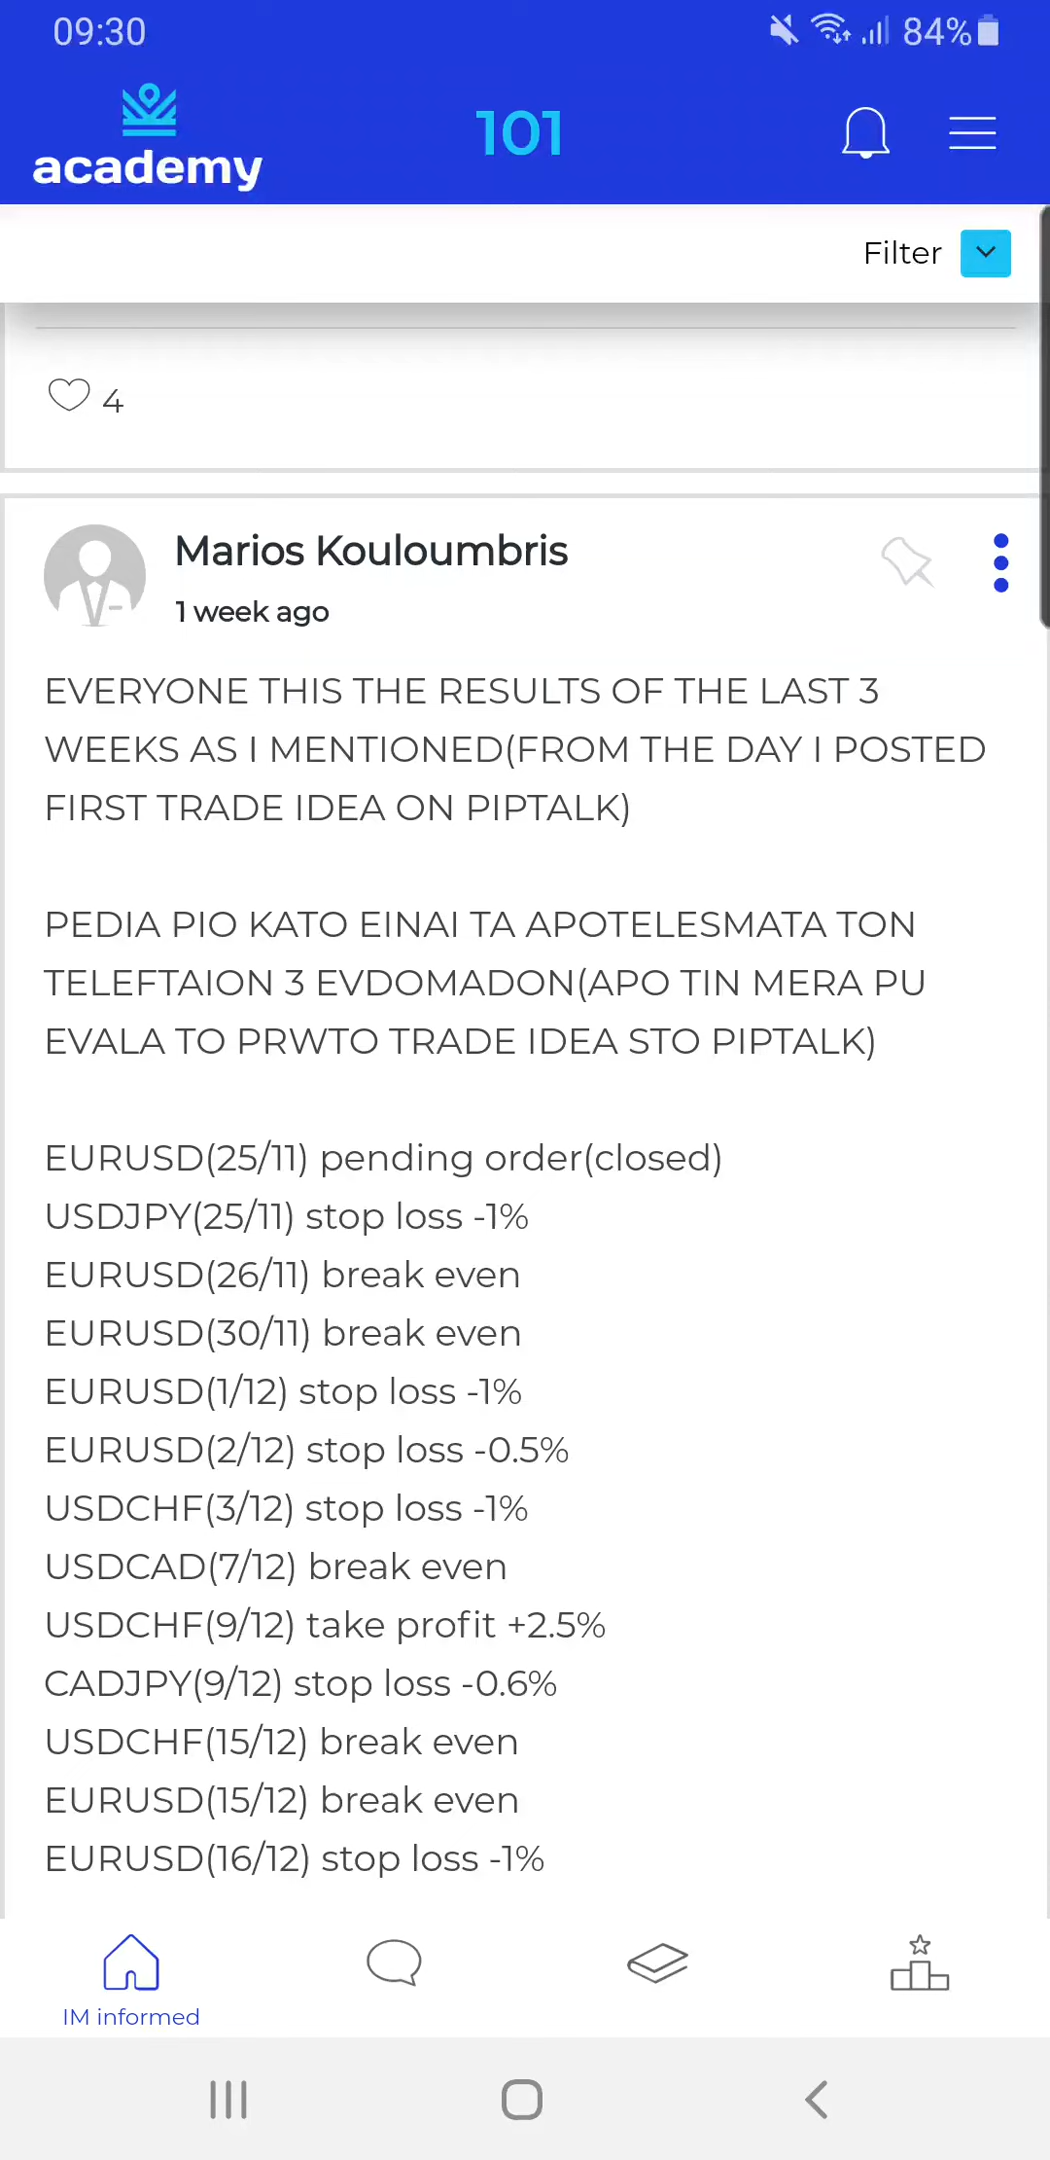 09:30
84%
academy
101
Filter
4
Marios Kouloumbris
1 week ago
EVERYONE THIS THE RESULTS OF THE LAST 3
WEEKS AS I MENTIONED(FROM THE DAY I POSTED
FIRST TRADE IDEA ON PIPTALK)
PEDIA PIO KATO EINAI TA APOTELESMATA TON
TELEFTAION 3 EVDOMADON(APO TIN MERA PU
EVALA TO PRWTO TRADE IDEA STO PIPTALK)
EURUSD(25/11) pending order(closed)
USDJPY(25/11) stop loss -1%
EURUSD(26/11) break even
EURUSD(30/11) break even
EURUSD(1/12) stop loss -1%
EURUSD(2/12) stop loss -0.5%
USDCHF(3/12) stop loss -1%
USDCAD(7/12) break even
USDCHF(9/12) take profit +2.5%
CADJPY(9/12) stop loss -0.6%
USDCHF(15/12) break even
EURUSD(15/12) break even
EURUSD(16/12) stop loss -1%
IM informed